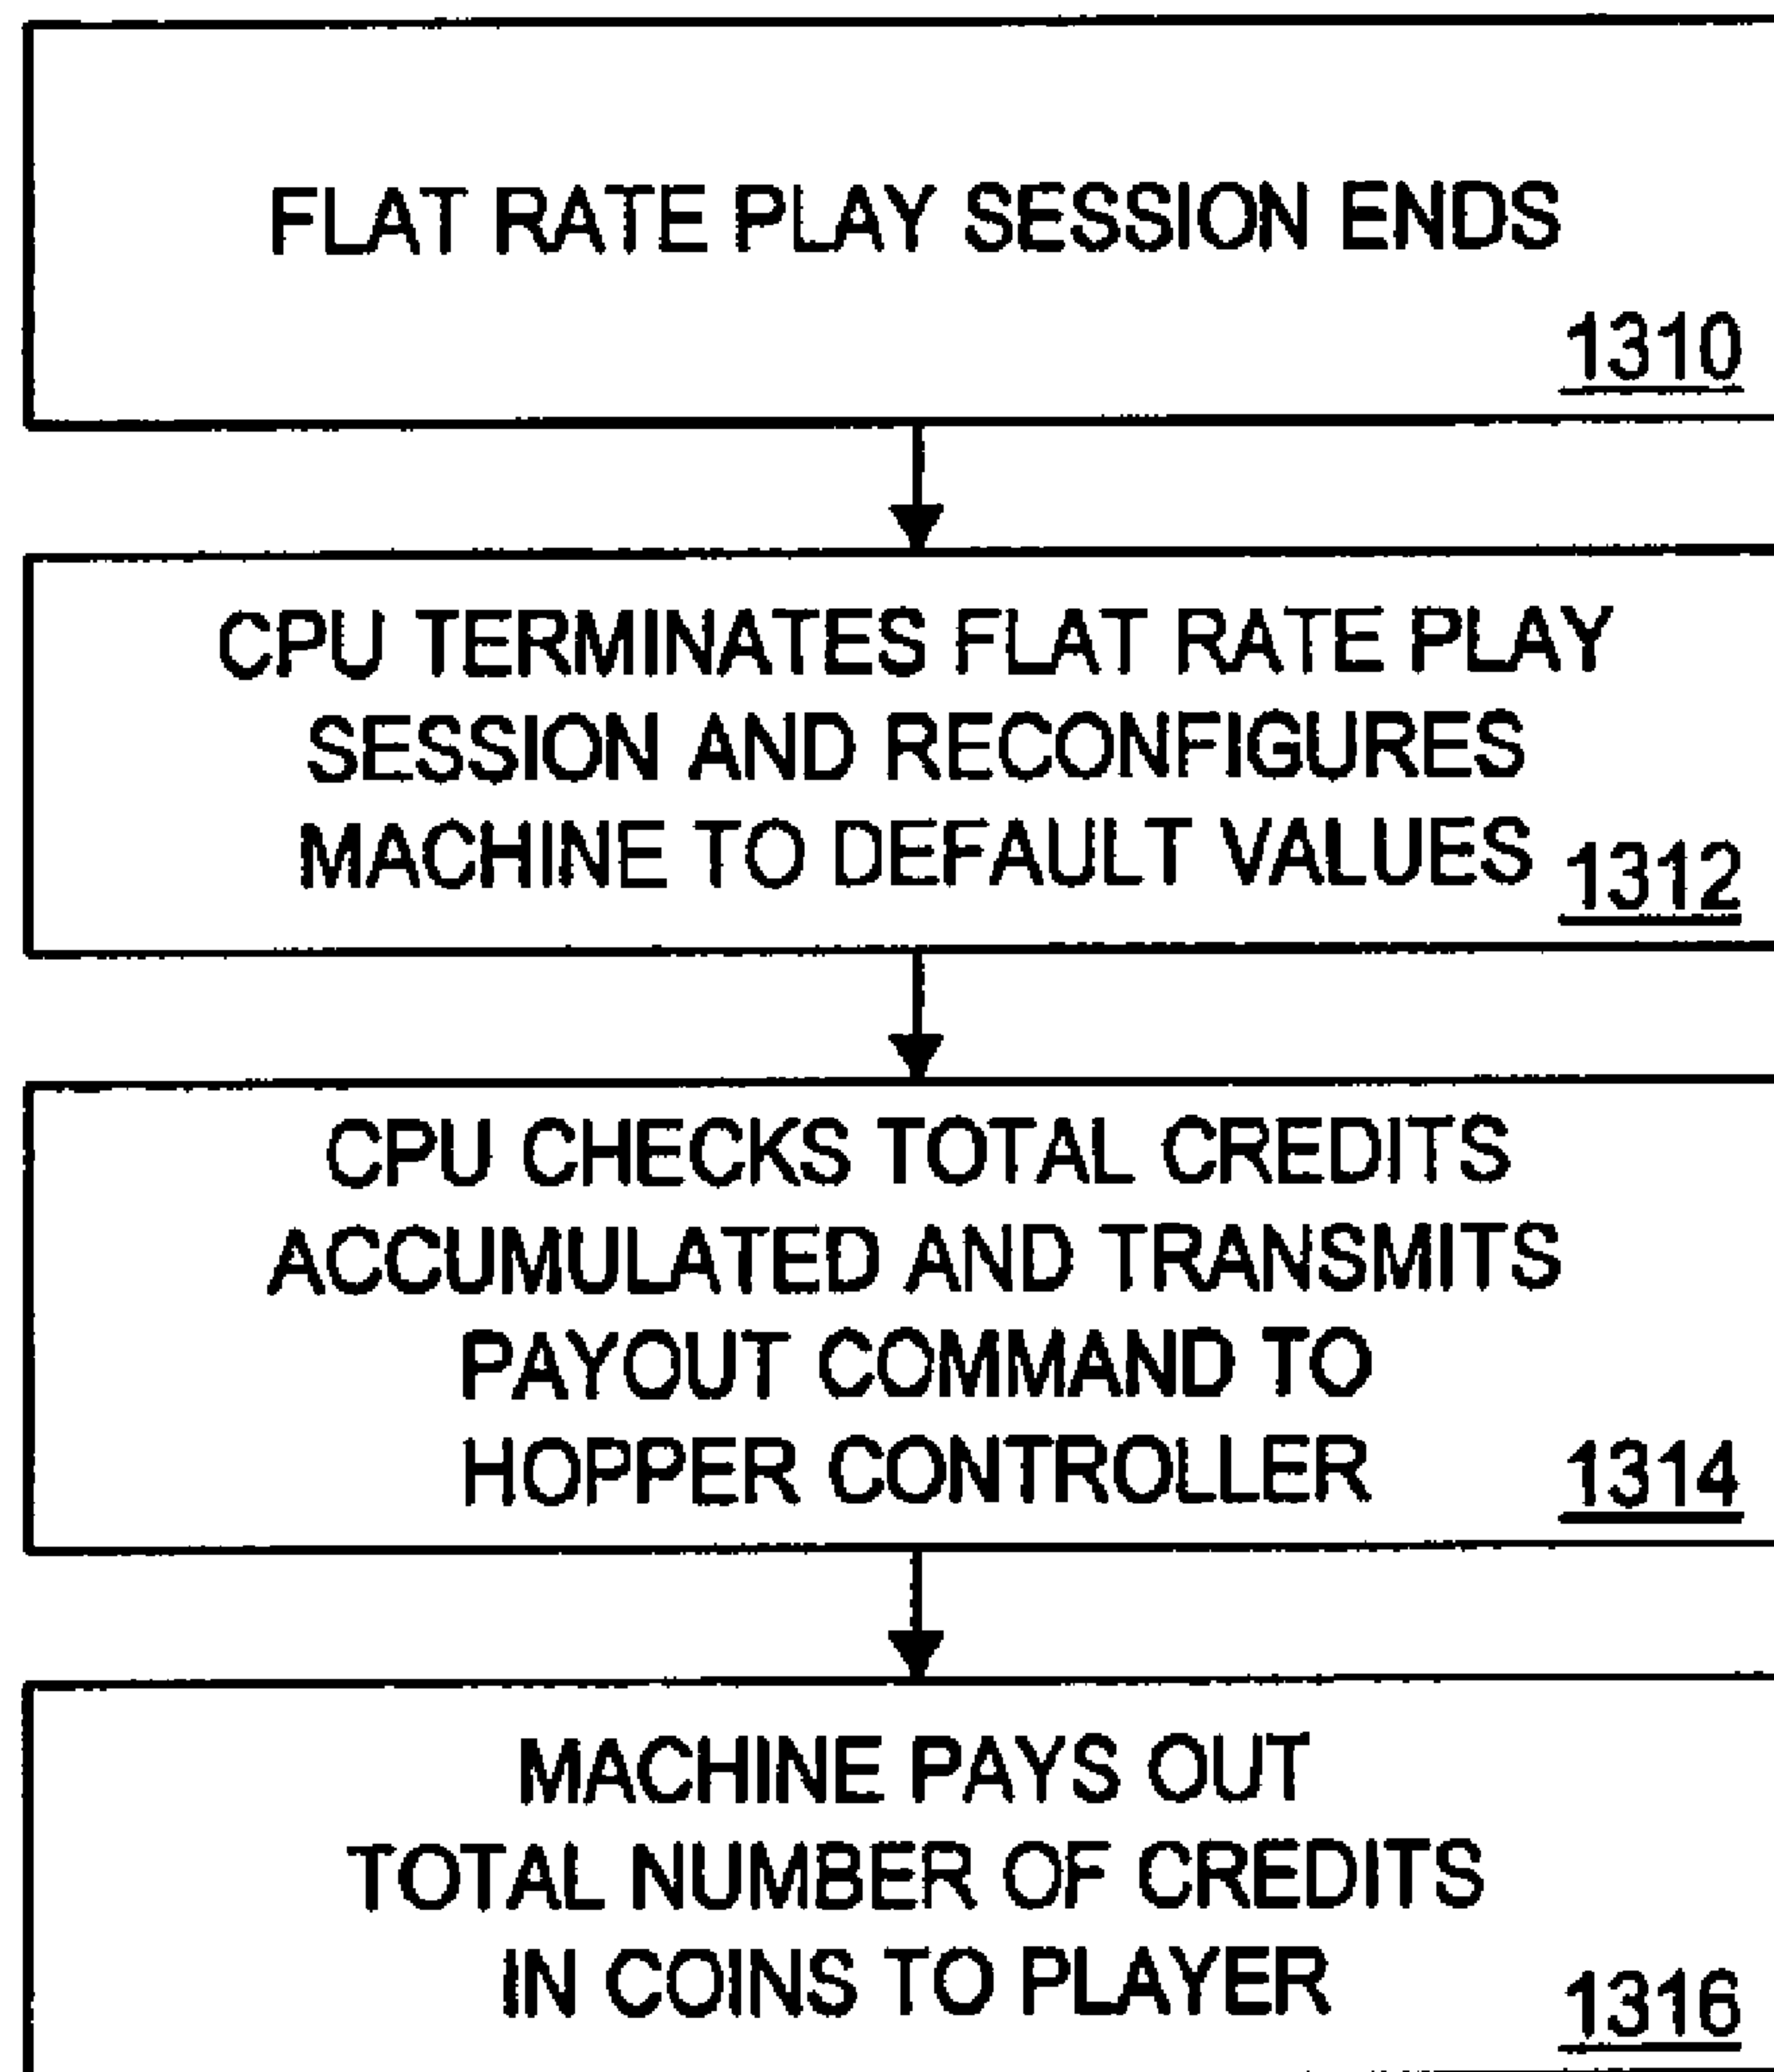 FLAT RATE PLAY SESSION ENDS
1310
CPU TERMINATES FLAT RATE PLAY
SESSION AND RECONFIGURES
MACHINE TO DEFAULT VALUES
1312
CPU CHECKS TOTAL CREDITS
ACCUMULATED AND TRANSMITS
PAYOUT COMMAND TO
HOPPER CONTROLLER
1314
MACHINE PAYS OUT
TOTAL NUMBER OF CREDITS
IN COINS TO PLAYER
1316